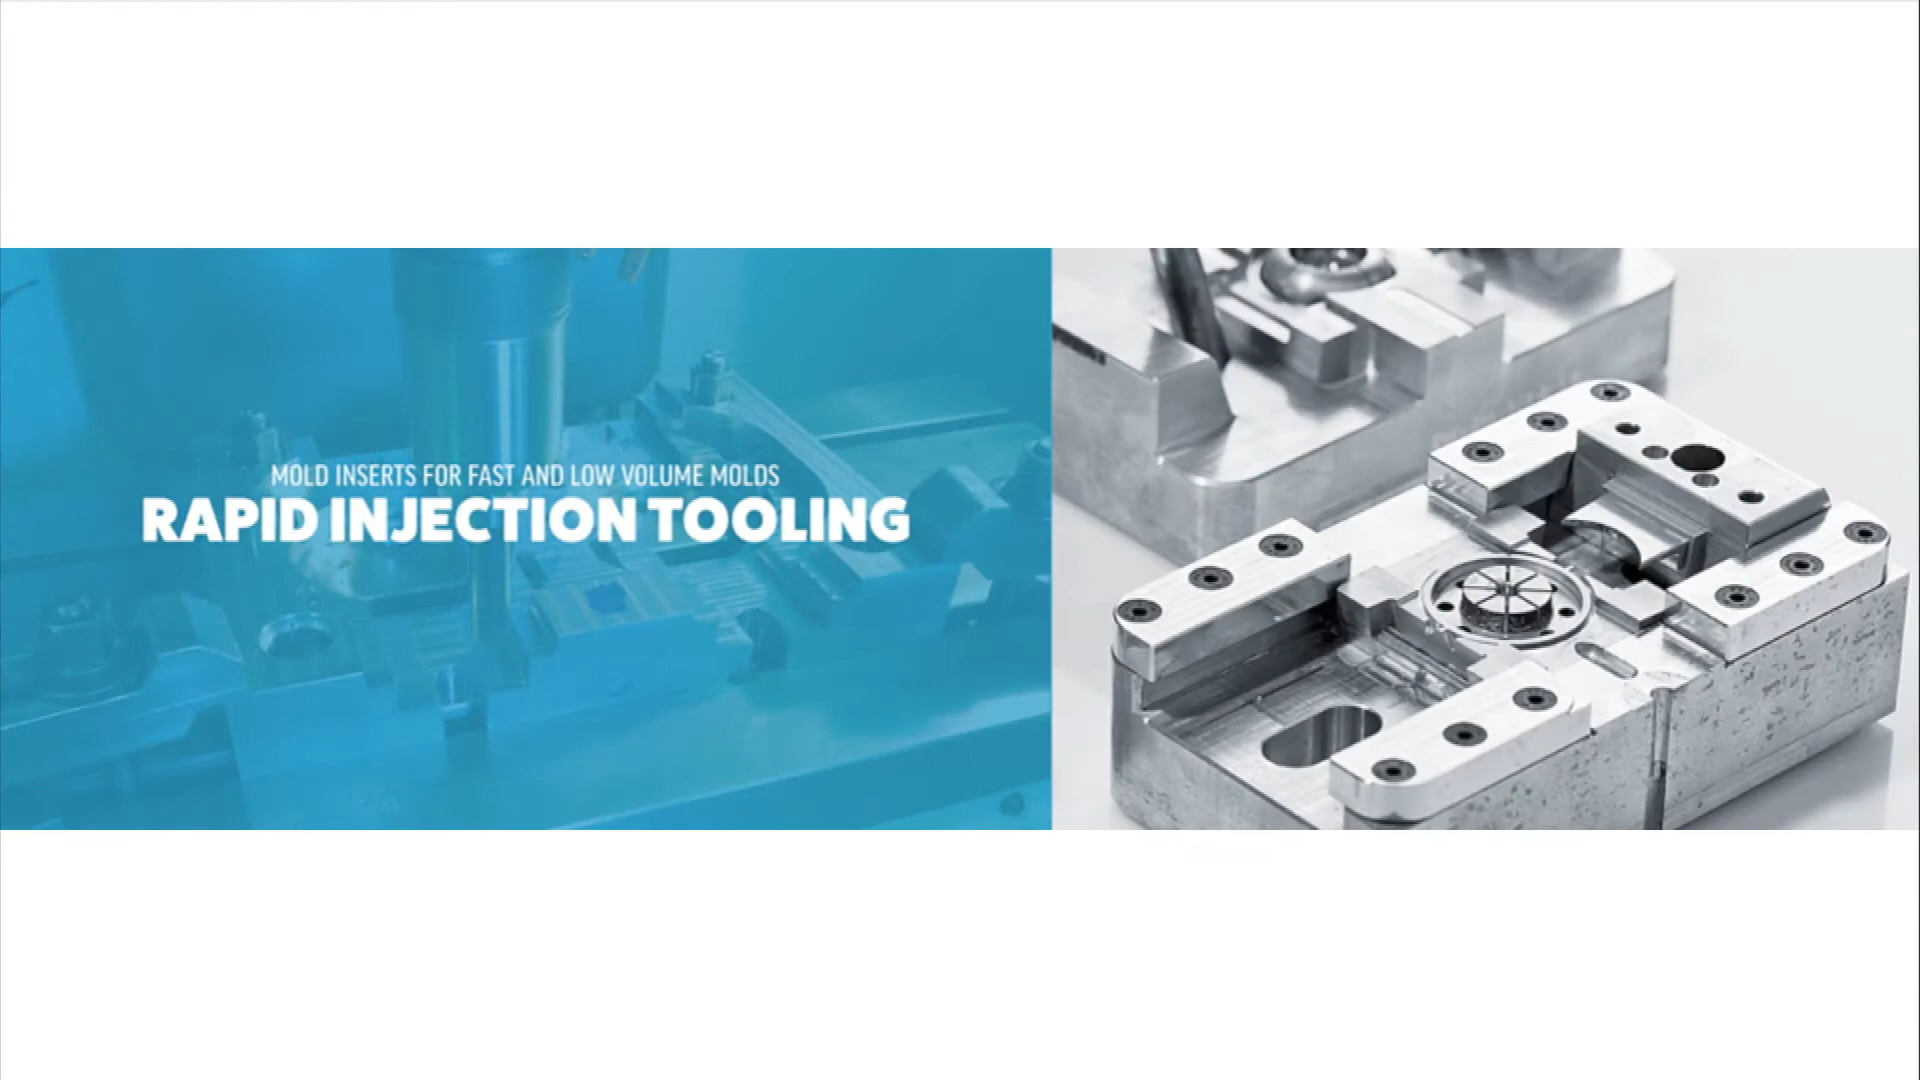 MOLD INSERTS FOR FAST AND LOW VOLUME MOLDS
RAPID INJECTION TOOLING